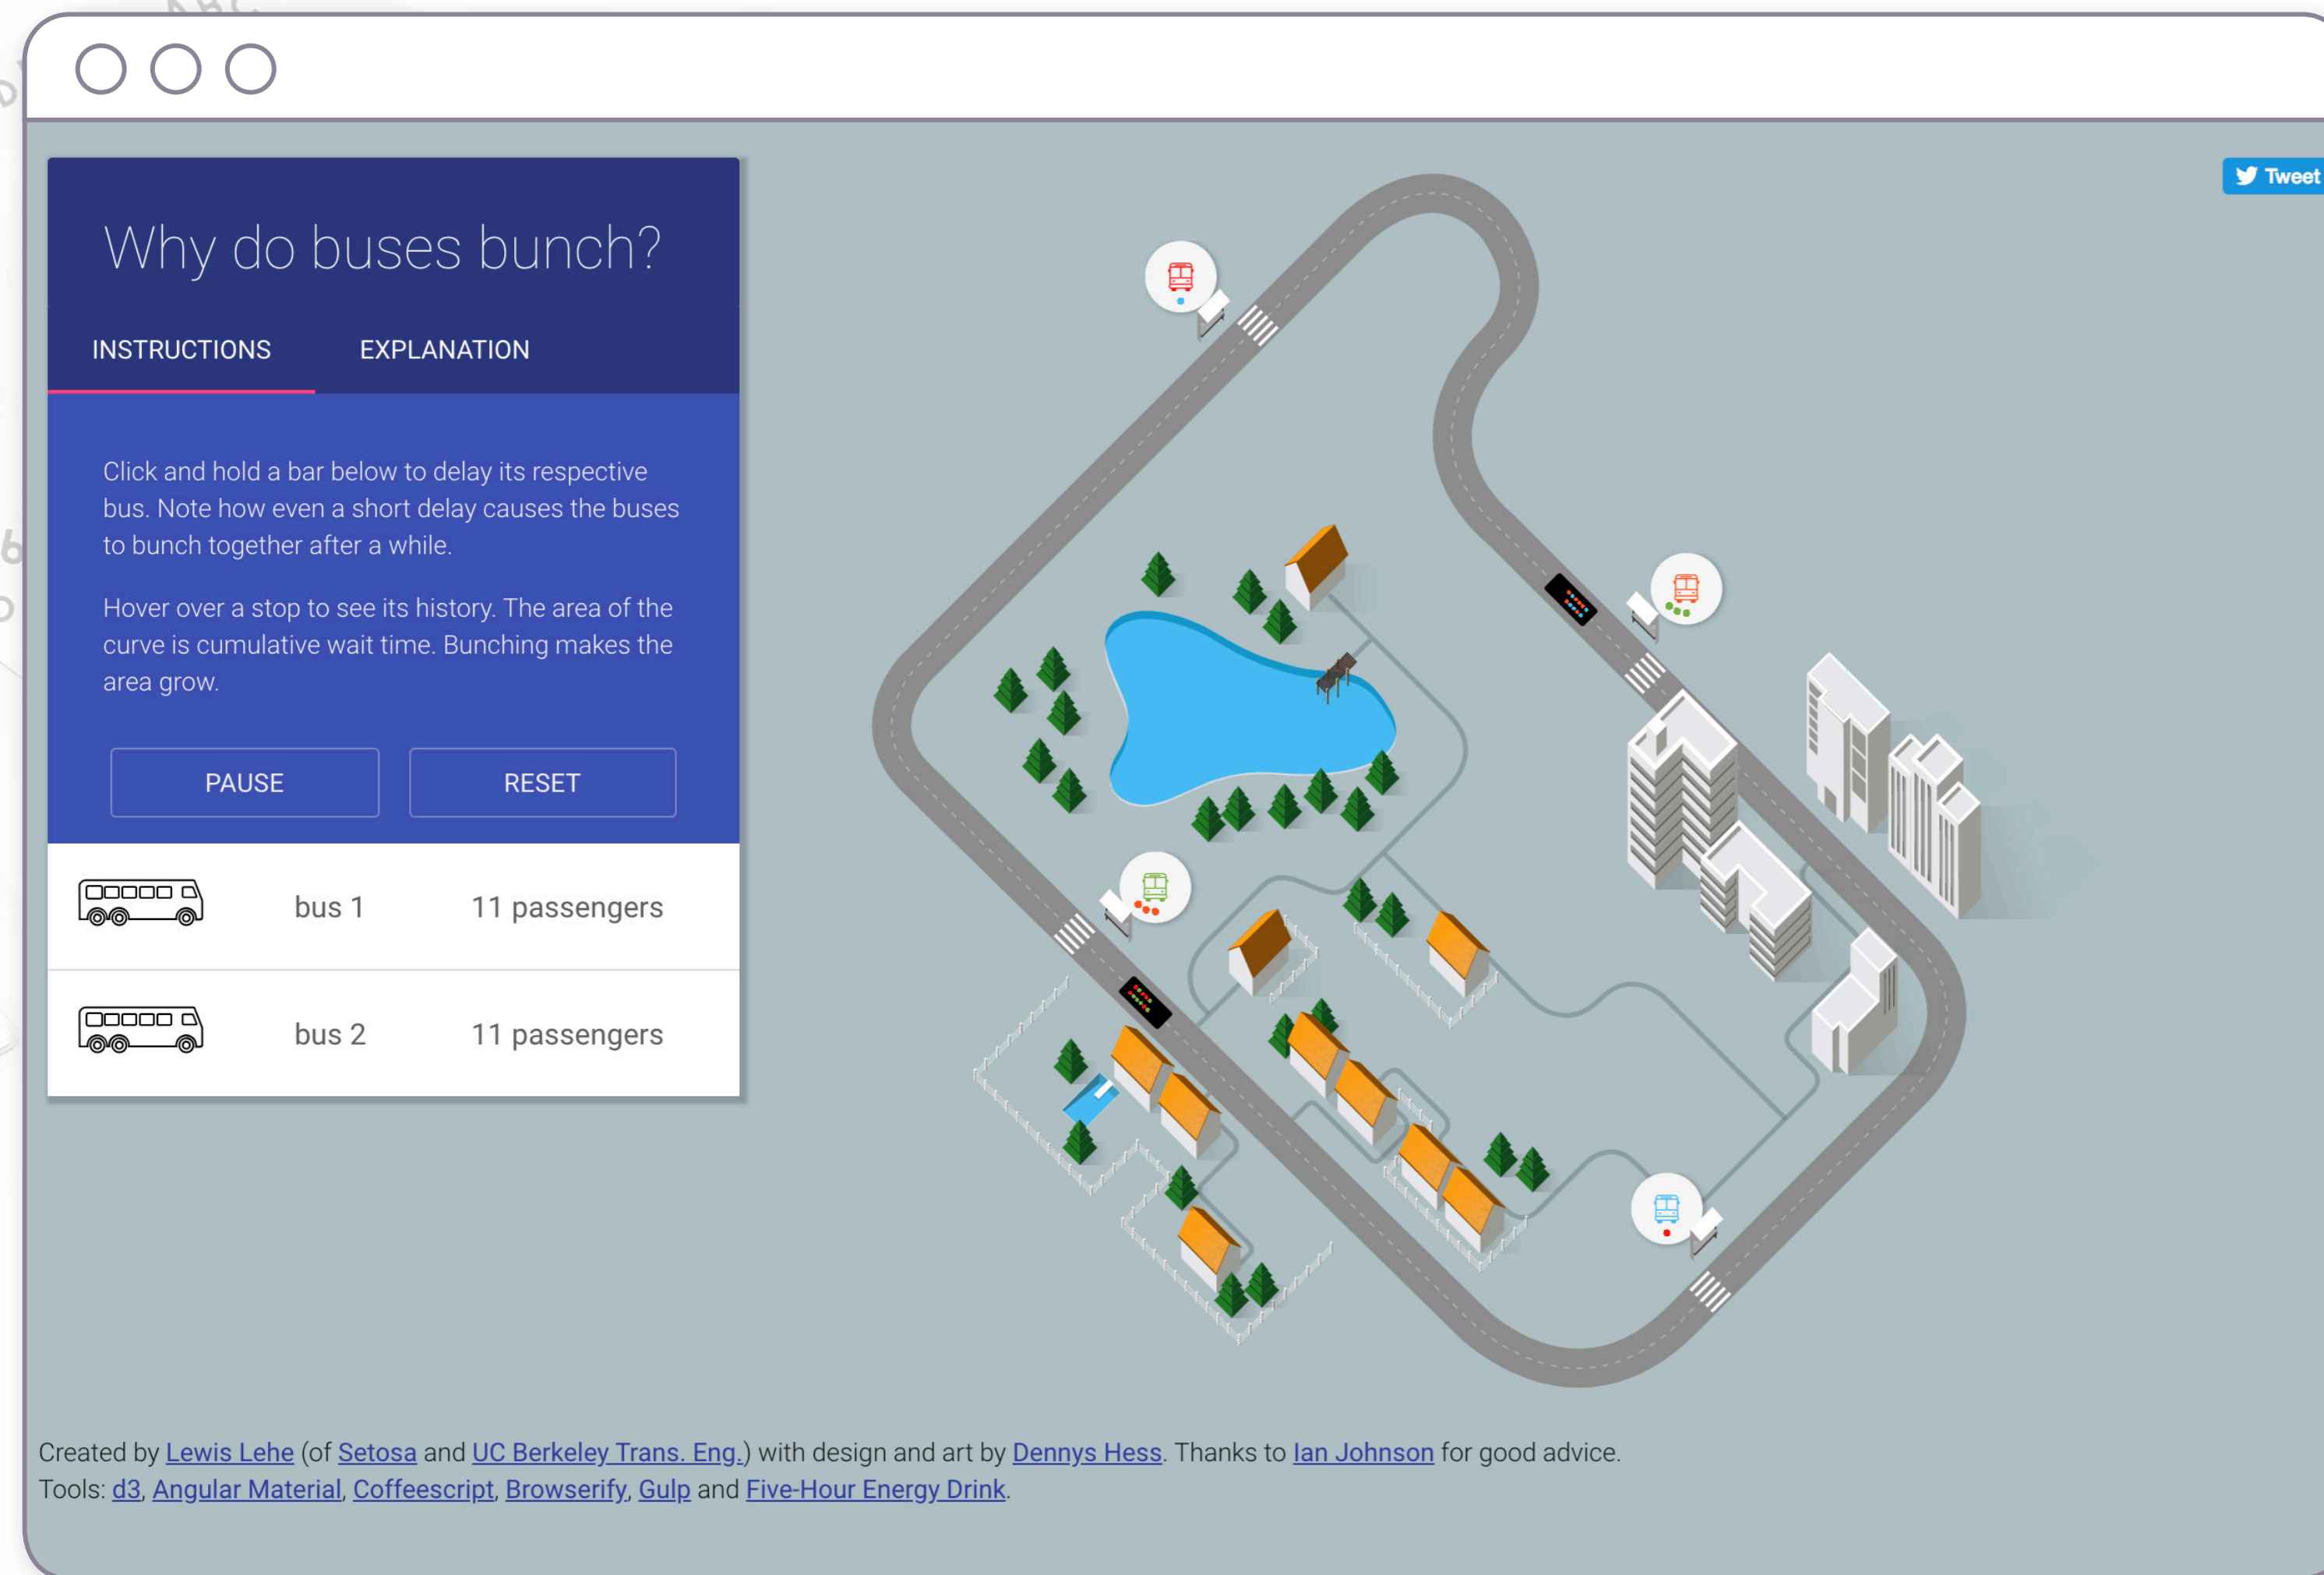 ABC
Why do buses bunch?
Tweet
INSTRUCTIONS EXPLANATION
Click and hold a bar below to delay its respective
bus. Note how even a short delay causes the buses
to bunch together after a while.
Hover over a stop to see its history. The area of the
curve is cumulative wait time. Bunching makes the
area grow.
PAUSE RESET
bus 1 11 passengers
bus 2 11 passengers
Created by Lewis Lehe (of Setosa and UC Berkeley Trans. Eng.) with design and art by Dennys Hess. Thanks to Ian Johnson for good advice.
Tools: d3, Angular Material, Coffeescript, Browserify, Gulp and Five-Hour Energy Drink.